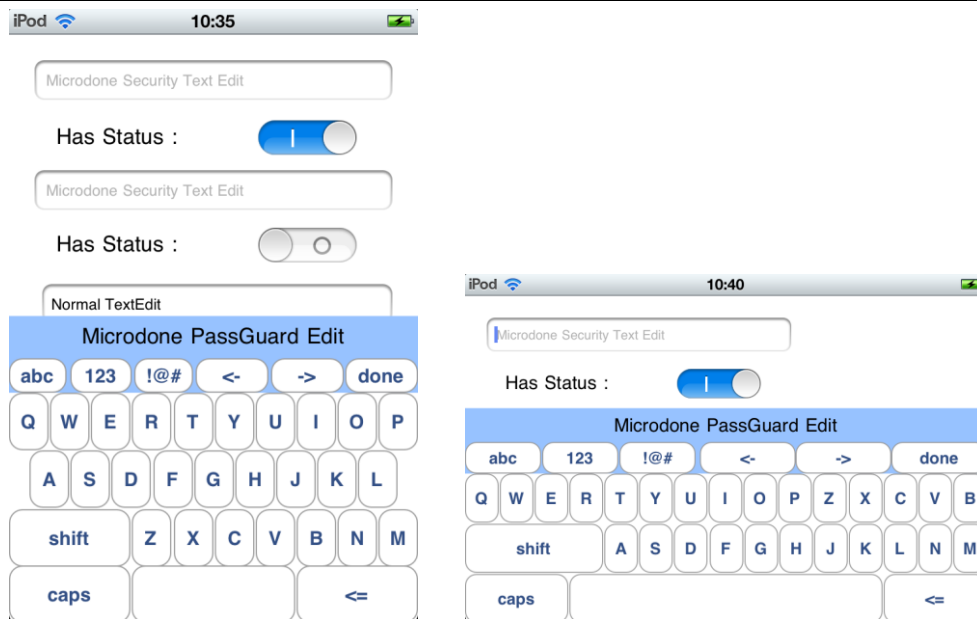 iPod 10:35
Microdone Security Text Edit
Has Status :
Microdone Security Text Edit
Has Status :
Normal TextEdit
Microdone PassGuard Edit
abc 123 !@# <- -> done
Q W E R T Y U I O P
A S D F G H J K L
shift Z X C V B N M
caps <=
iPod 10:40
Microdone Security Text Edit
Has Status :
Microdone PassGuard Edit
abc 123 !@# <- -> done
Q W E R T Y U I O P Z X C V B
shift A S D F G H J K L N M
caps <=